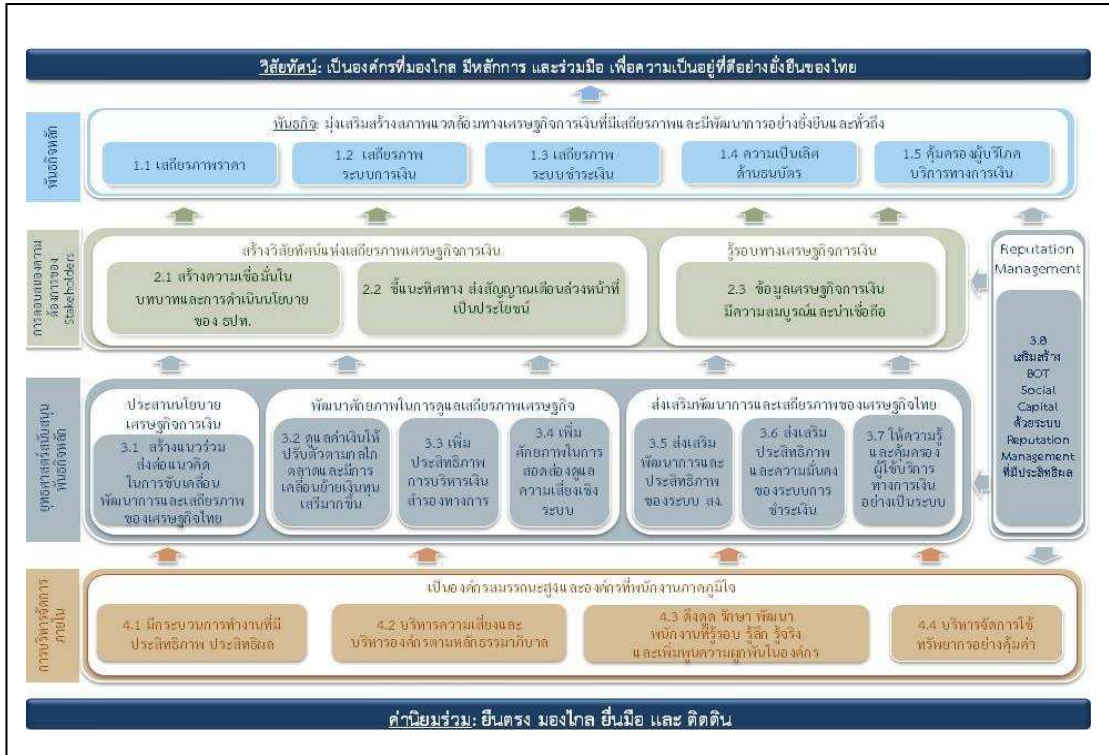 วิสัยทัศน์: เป็นองค์กรที่มองไกล มีหลักการ และร่วมมือ เพื่อความเป็นอยู่ที่ดีอย่างยั่งยืนของไทย
พันธกิจหลัก
พันธกิจ: มุ่งเสริมสร้างสภาพแวดล้อมทางเศรษฐกิจการเงินที่มีเสถียรภาพและมีพัฒนาการอย่างยั่งยืนและทั่วถึง
1.1 เสถียรภาพราคา
1.2 เสถียรภาพ
ระบบการเงิน
1.3 เสถียรภาพ
ระบบชำระเงิน
1.4 ความเป็นเลิศ
ด้านธนบัตร
1.5 คุ้มครองผู้บริโภค
บริการทางการเงิน
การตอบสนองความ
ต้องการของ
Stakeholders
สร้างวิสัยทัศน์แห่งเสถียรภาพเศรษฐกิจการเงิน
2.1 สร้างความเชื่อมั่นใน
บทบาทและการดำเนินนโยบาย
ของ ธปท.
2.2 ชี้แนะทิศทาง ส่งสัญญาณเตือนล่วงหน้าที่
เป็นประโยชน์
รู้รอบทางเศรษฐกิจการเงิน
2.3 ข้อมูลเศรษฐกิจการเงิน
มีความสมบูรณ์และน่าเชื่อถือ
Reputation
Management
3.8
เสริมสร้าง
BOT
Social
Capital
ด้วยระบบ
Reputation
Management
ที่มีประสิทธิผล
ยุทธศาสตร์สนับสนุน
พันธกิจหลัก
ประสานนโยบาย
เศรษฐกิจการเงิน
3.1 สร้างแนวร่วม
ส่งต่อแนวคิด
ในการขับเคลื่อน
พัฒนาการและเสถียรภาพ
ของเศรษฐกิจไทย
พัฒนาศักยภาพในการดูแลเสถียรภาพเศรษฐกิจ
3.2 ดูแลค่าเงินให้
ปรับตัวตามกลไก
ตลาดและมีการ
เคลื่อนย้ายเงินทุน
เสรีมากขึ้น
3.3 เพิ่ม
ประสิทธิภาพ
การบริหารเงิน
สำรองทางการ
3.4 เพิ่ม
ศักยภาพในการ
สอดส่องดูแล
ความเสี่ยงเชิง
ระบบ
ส่งเสริมพัฒนาการและเสถียรภาพของเศรษฐกิจไทย
3.5 ส่งเสริม
พัฒนาการและ
ประสิทธิภาพ
ของระบบ สง.
3.6 ส่งเสริม
ประสิทธิภาพ
และความมั่นคง
ของระบบการ
ชำระเงิน
3.7 ให้ความรู้
และคุ้มครอง
ผู้ใช้บริการ
ทางการเงิน
อย่างเป็นระบบ
การบริหารจัดการ
ภายใน
เป็นองค์กรสมรรถนะสูงและองค์กรที่พนักงานภาคภูมิใจ
4.1 มีกระบวนการทำงานที่มี
ประสิทธิภาพ ประสิทธิผล
4.2 บริหารความเสี่ยงและ
บริหารองค์กรตามหลักธรรมาภิบาล
4.3 ดึงดูด รักษา พัฒนา
พนักงานที่รู้รอบ รู้ลึก รู้จริง
และเพิ่มพูนความผูกพันในองค์กร
4.4 บริหารจัดการใช้
ทรัพยากรอย่างคุ้มค่า
ค่านิยมร่วม: ยืนตรง มองไกล ยื่นมือ และ ติดดิน